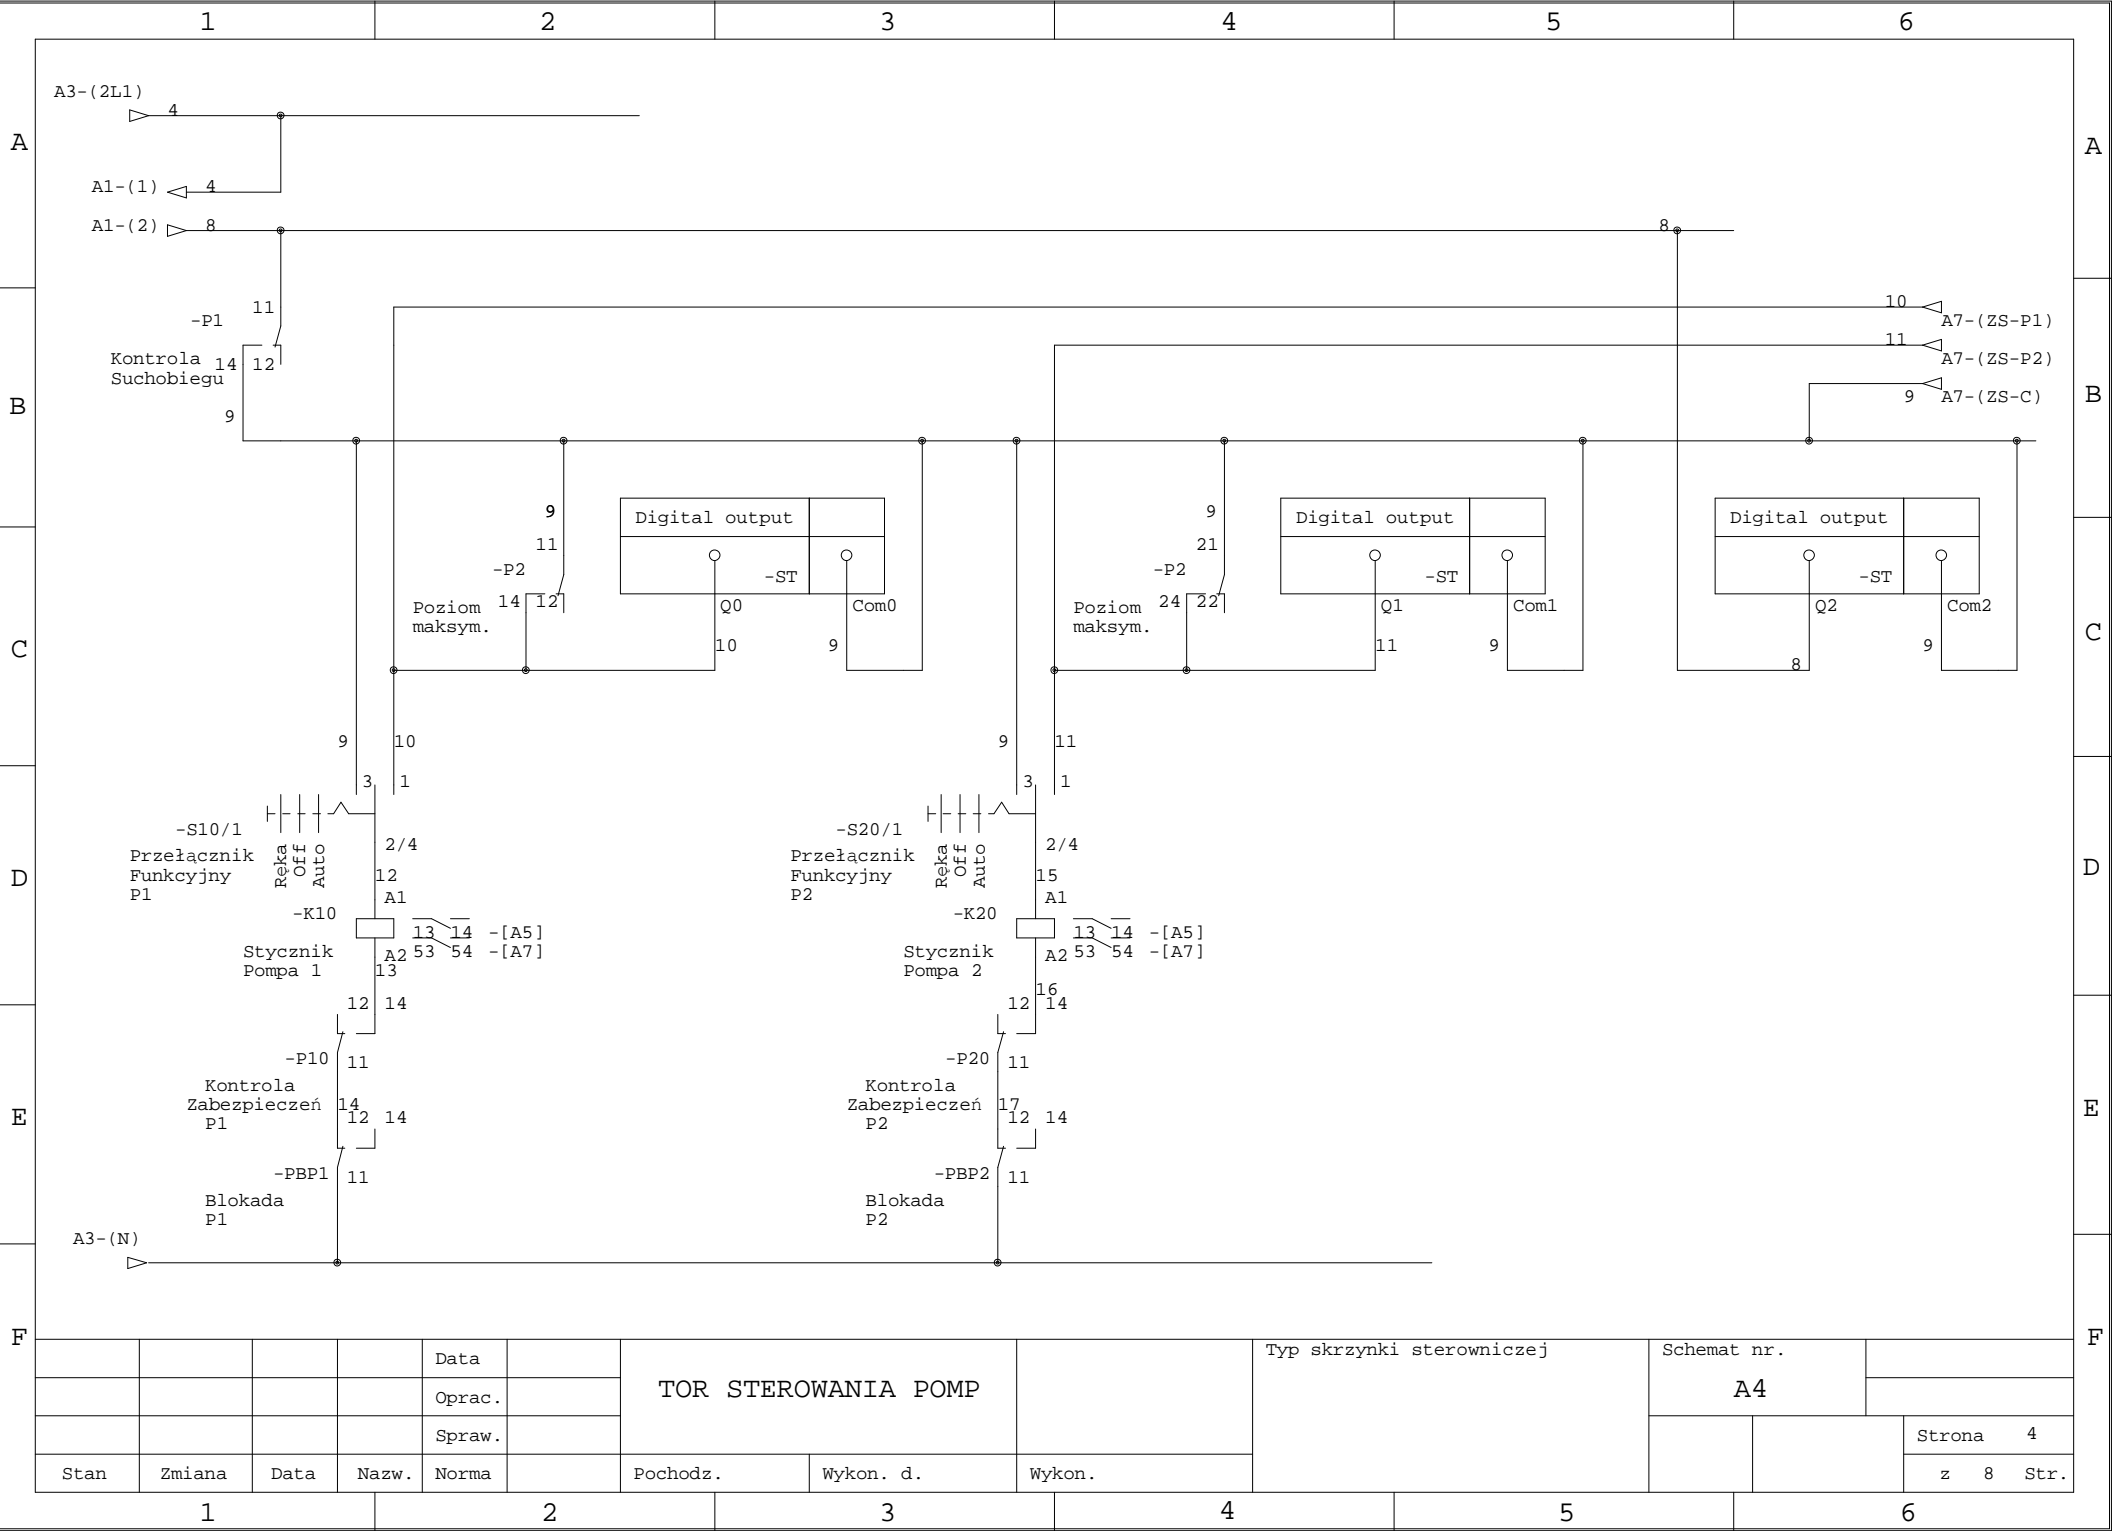 1 2 3 4 5 6
A3-(2L1)
4
A A
A1-(1) 4
A1-(2) 8 8
11 10
-P1 A7-(ZS-P1)
11
Kontrola 14 12 A7-(ZS-P2)
Suchobiegu
9 A7-(ZS-C)
B B
9
9 Digital output 9 Digital output Digital output
11 21
-P2 -ST -P2 -ST -ST
Poziom 14 12 Q0 Com0 Poziom 24 22 Q1 Com1 Q2 Com2
maksym. maksym.
10 9 11 9 9
C C
8
9 10 9 11
3 1 3 1
-S10/1 -S20/1
2/4 2/4
Przełącznik Ręka Off Auto Przełącznik Ręka Off Auto
Funkcyjny 12 Funkcyjny 15
P1 P2
D D
A1 A1
-K10 -K20
13 14 -[A5] 13 14 -[A5]
Stycznik A2 53 54 -[A7] Stycznik A2 53 54 -[A7]
Pompa 1 13 Pompa 2
16
12 14 12 14
-P10 11 -P20 11
Kontrola Kontrola
Zabezpieczeń 14 Zabezpieczeń 17
P1 12 14 P2 12 14
E E
-PBP1 11 -PBP2 11
Blokada Blokada
P1 P2
A3-(N)
F F
Data
Oprac.
Spraw.
Stan Zmiana Data Nazw. Norma
TOR STEROWANIA POMP
Pochodz. Wykon. d. Wykon.
Typ skrzynki sterowniczej
Schemat nr.
A4
Strona 4
z 8 Str.
1 2 3 4 5 6